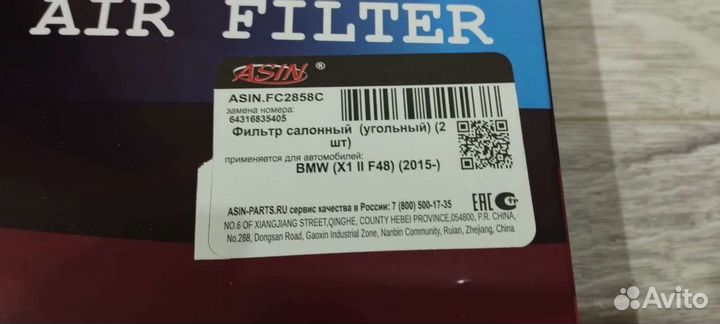 AIR FILTER
ASIN ®
ASIN.FC2858C
замена номера:
64316835405
Фильтр салонный (угольный) (2
шт)
применяется для автомобилей:
BMW (X1 II F48) (2015-)
ASIN-PARTS.RU сервис качества в России: 7 (800) 500-17-35
NO.6 OF XIANGJIANG STREET,QINGHE, COUNTY HEBEI PROVINCE,054800, P.R. CHINA,
No.288, Dongsan Road, Gaoxin Industrial Zone, Nanbin Community, Ruian, Zhejiang, China
EAC
Avito